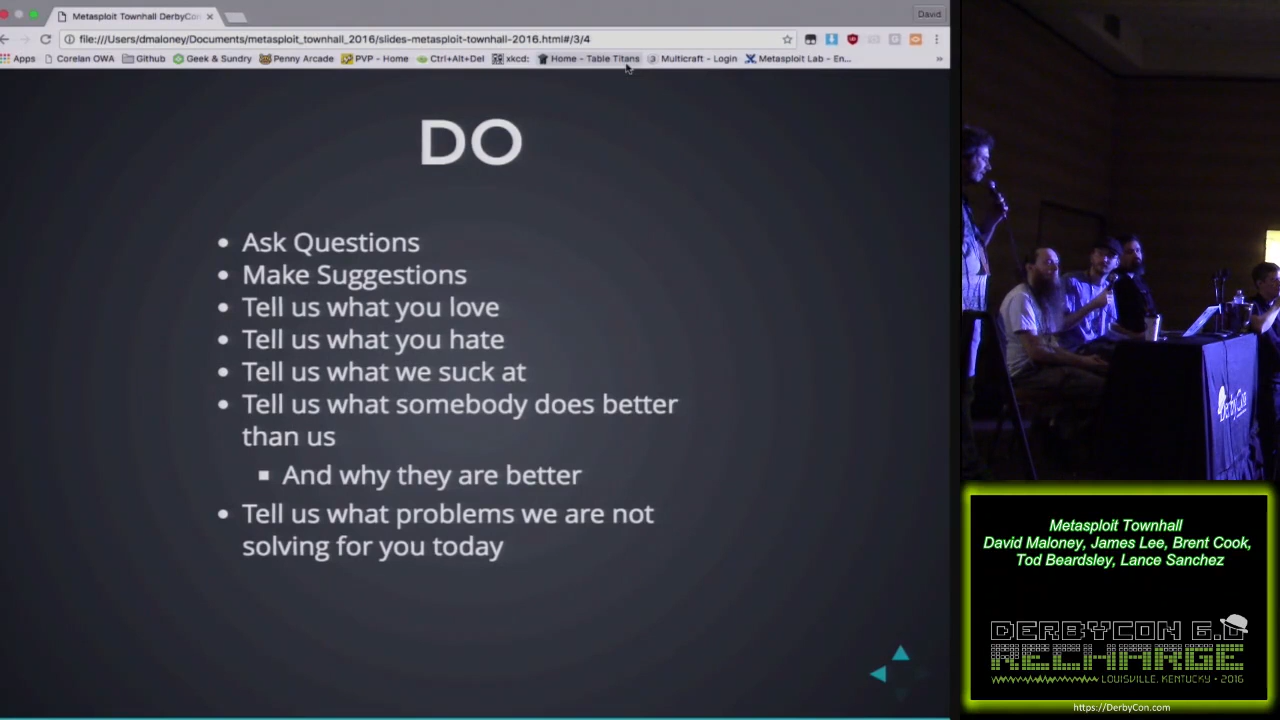 Metasploit Townhall DerbyCon
David
file:///Users/dmaloney/Documents/metasploit_townhall_2016/slides-metasploit-townhall-2016.html#/3/4
Apps Corelan OWA Github Geek & Sundry Penny Arcade PVP - Home Ctrl+Alt+Del xkcd: Home - Table Titans Multicraft - Login Metasploit Lab - En... »
DO
Ask Questions
Make Suggestions
Tell us what you love
Tell us what you hate
Tell us what we suck at
Tell us what somebody does better
than us
And why they are better
Tell us what problems we are not
solving for you today
DerbyCon
Metasploit Townhall
David Maloney, James Lee, Brent Cook,
Tod Beardsley, Lance Sanchez
DERBYCON 6.0
RECHARGE
LOUISVILLE, KENTUCKY • 2016
https://DerbyCon.com